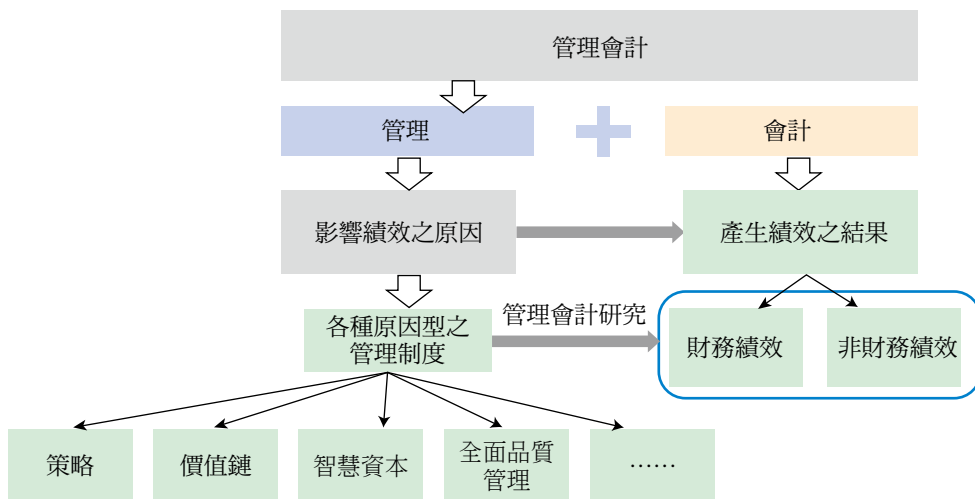 管理會計
管理
會計
影響績效之原因
產生績效之結果
各種原因型之
管理制度
管理會計研究
財務績效
非財務績效
策略
價值鏈
智慧資本
全面品質
管理
……